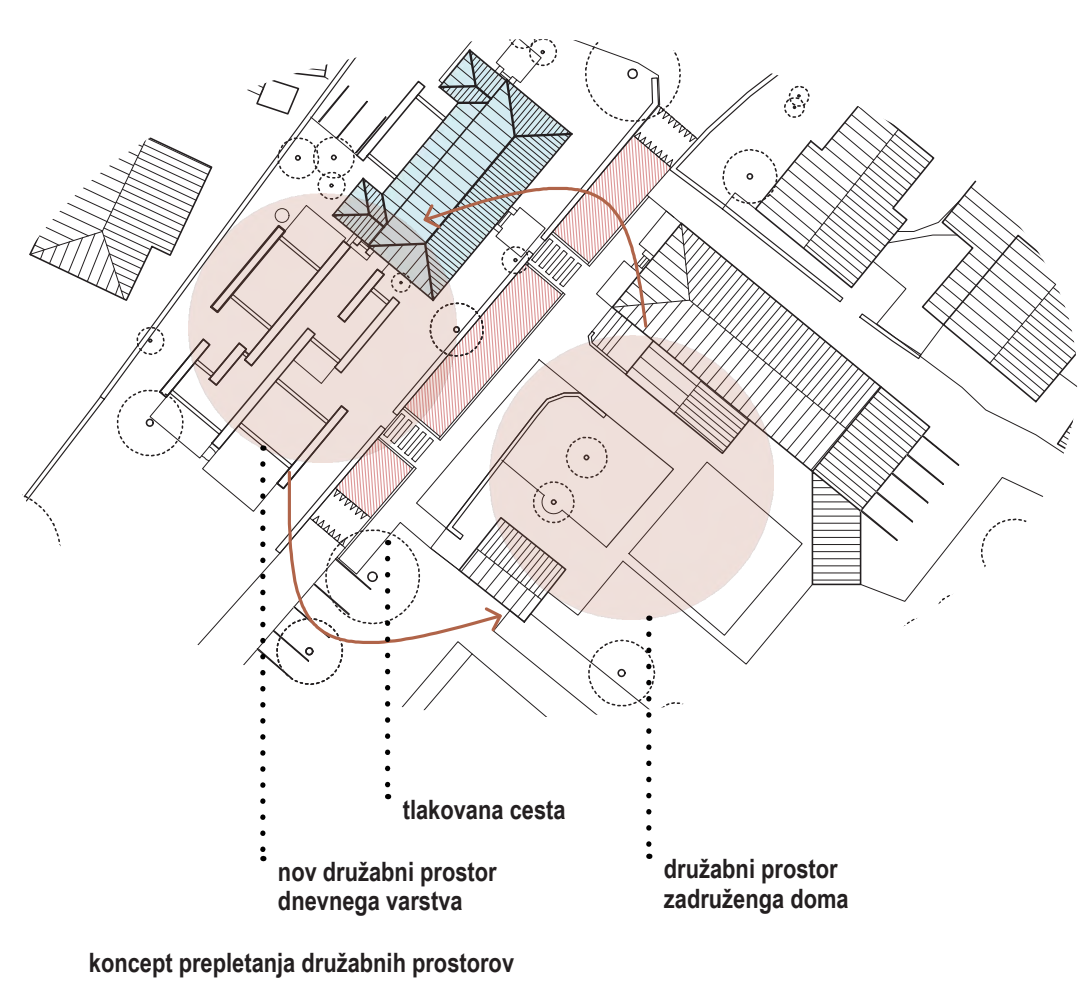 tlakovana cesta
nov družabni prostor
dnevnega varstva
družabni prostor
zadruženga doma
koncept prepletanja družabnih prostorov